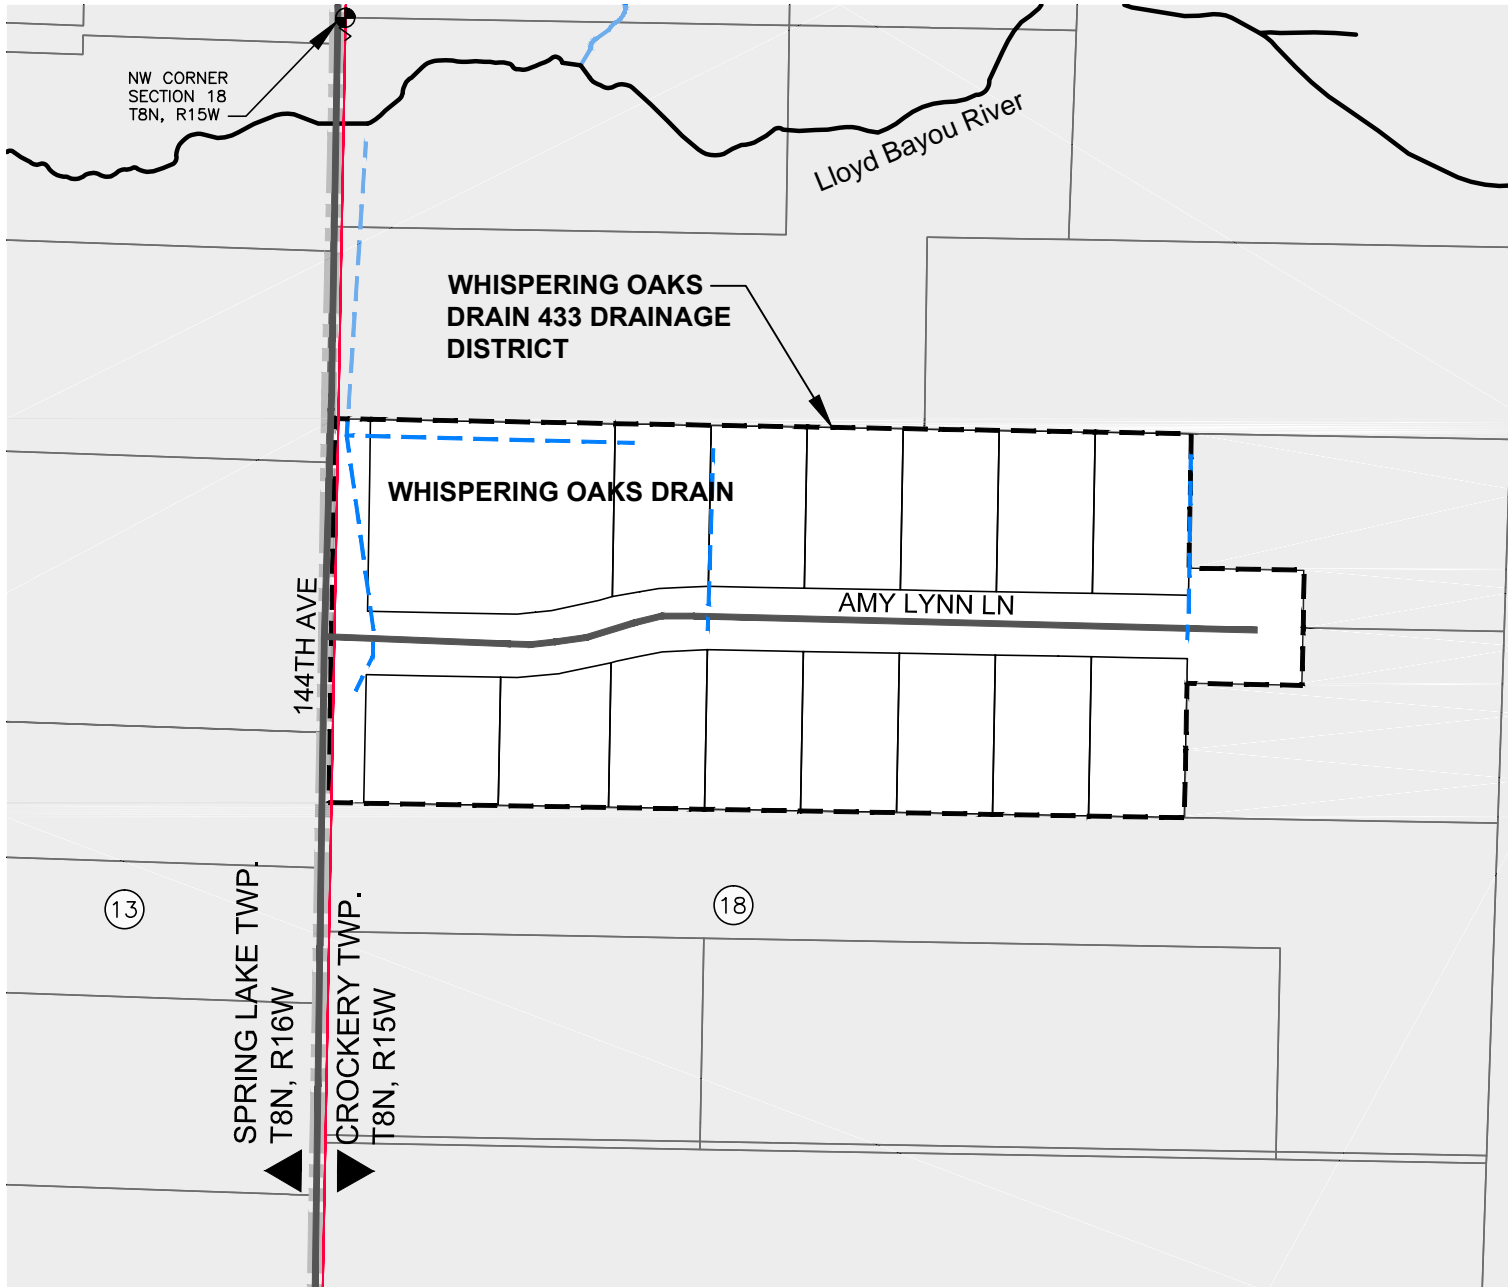 NW CORNER
SECTION 18
T8N, R15W
Lloyd Bayou River
WHISPERING OAKS
DRAIN 433 DRAINAGE
DISTRICT
WHISPERING OAKS DRAIN
144TH AVE
AMY LYNN LN
13
18
SPRING LAKE TWP.
T8N, R16W
CROCKERY TWP.
T8N, R15W